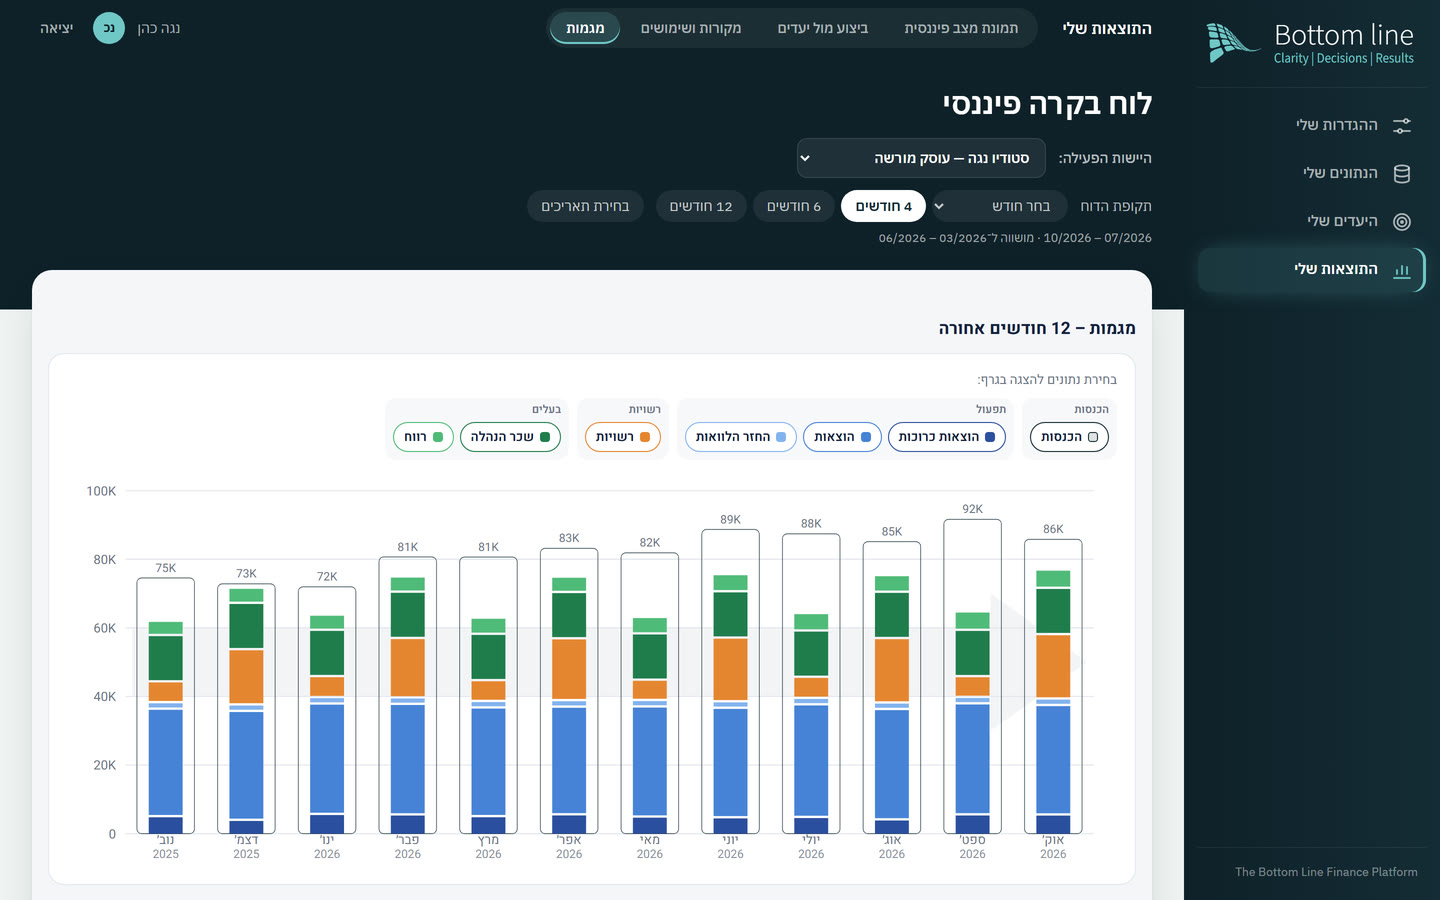 Bottom line
Clarity | Decisions | Results
ההגדרות שלי
הנתונים שלי
היעדים שלי
התוצאות שלי
The Bottom Line Finance Platform
התוצאות שלי
תמונת מצב פיננסית
ביצוע מול יעדים
מקורות ושימושים
מגמות
נגה כהן
נכ
יציאה
לוח בקרה פיננסי
היישות הפעילה:
סטודיו נגה – עוסק מורשה
תקופת הדוח
בחר חודש
4 חודשים
6 חודשים
12 חודשים
בחירת תאריכים
07/2026 – 10/2026 · מושווה ל־03/2026 – 06/2026
מגמות – 12 חודשים אחורה
בחירת נתונים להצגה בגרף:
הכנסות
הכנסות
תפעול
הוצאות כרוכות
הוצאות
החזר הלוואות
רשויות
רשויות
בעלים
שכר הנהלה
רווח
100K
80K
60K
40K
20K
0
75K
73K
72K
81K
81K
83K
82K
89K
88K
85K
92K
86K
נוב׳
2025
דצמ׳
2025
ינו׳
2026
פבר׳
2026
מרץ
2026
אפר׳
2026
מאי
2026
יוני
2026
יולי
2026
אוג׳
2026
ספט׳
2026
אוק׳
2026